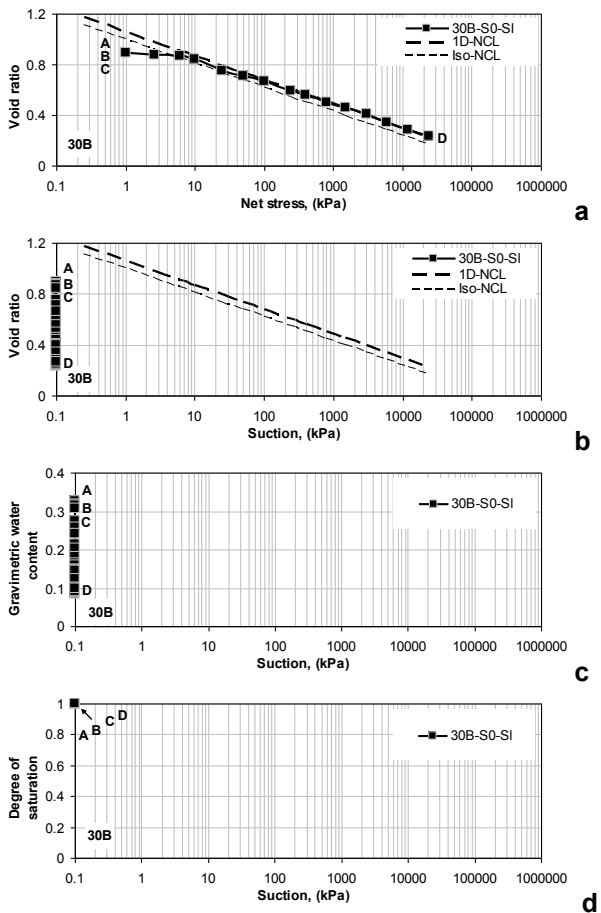 1.2
0.8
0.4
0
Void ratio
A
B
C
D
30B
30B-S0-SI
1D-NCL
Iso-NCL
0.1 1 10 100 1000 10000 100000 1000000
Net stress, (kPa)
a
1.2
0.8
0.4
0
Void ratio
A
B
C
D
30B
30B-S0-SI
1D-NCL
Iso-NCL
0.1 1 10 100 1000 10000 100000 1000000
Suction, (kPa)
b
0.4
0.3
0.2
0.1
0
Gravimetric water
content
A
B
C
D
30B
30B-S0-SI
0.1 1 10 100 1000 10000 100000 1000000
Suction, (kPa)
c
1
0.8
0.6
0.4
0.2
0
Degree of
saturation
A B C D
30B
30B-S0-SI
0.1 1 10 100 1000 10000 100000 1000000
Suction, (kPa)
d